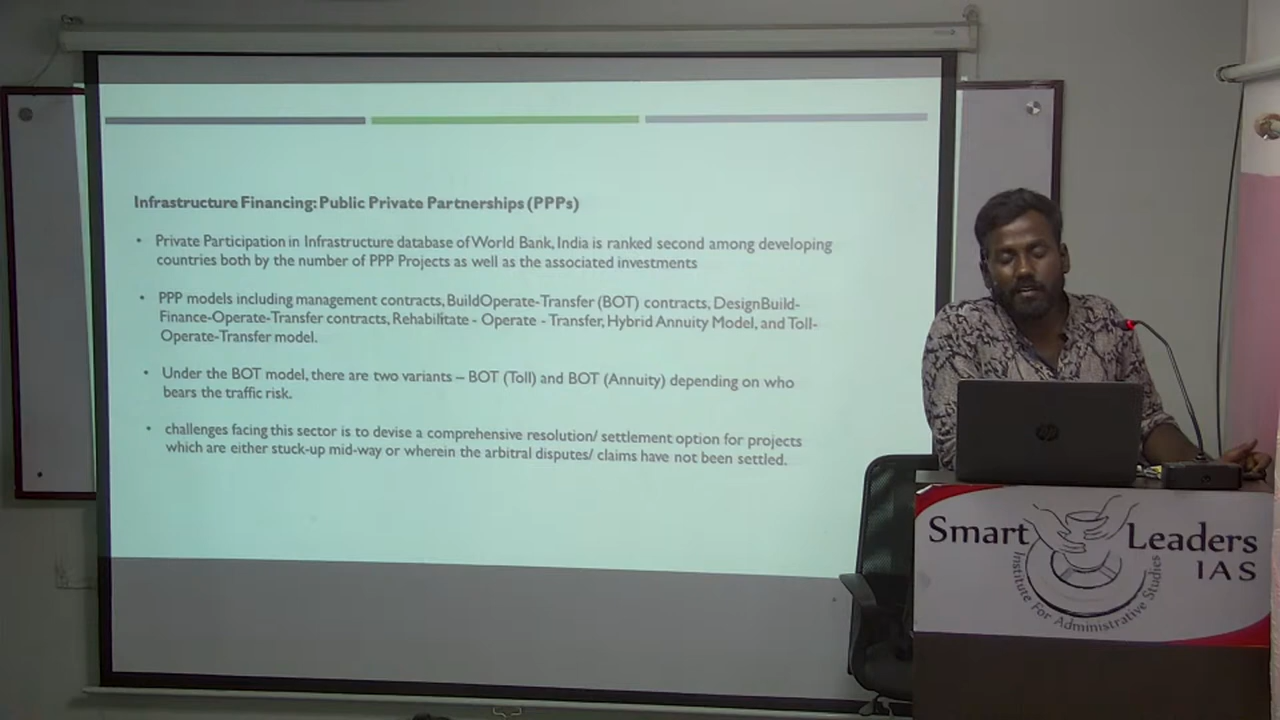 Infrastructure Financing: Public Private Partnerships (PPPs)
• Private Participation in Infrastructure database of World Bank, India is ranked second among developing
countries both by the number of PPP Projects as well as the associated investments
• PPP models including management contracts, BuildOperate-Transfer (BOT) contracts, DesignBuild-
Finance-Operate-Transfer contracts, Rehabilitate - Operate - Transfer, Hybrid Annuity Model, and Toll-
Operate-Transfer model.
• Under the BOT model, there are two variants – BOT (Toll) and BOT (Annuity) depending on who
bears the traffic risk.
• challenges facing this sector is to devise a comprehensive resolution/ settlement option for projects
which are either stuck-up mid-way or wherein the arbitral disputes/ claims have not been settled.
hp
Smart Leaders
IAS
Institute For Administrative Studies